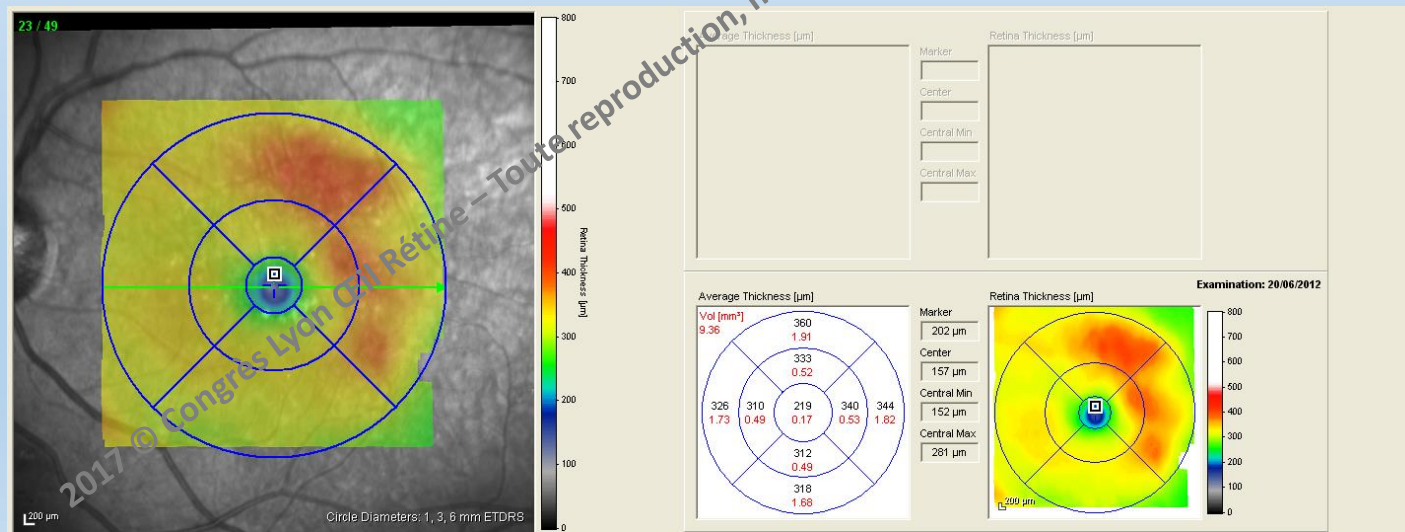 23 / 49
800
700
600
500
400
300
200
100
0
Retina Thickness [µm]
200 µm
Circle Diameters: 1, 3, 6 mm ETDRS
2017 © Congrès Lyon Œil Rétine – Toute reproduction,
Thickness [µm]
Marker
Center
Central Min
Central Max
Retina Thickness [µm]
Examination: 20/06/2012
Average Thickness [µm]
Vol [mm³]
9.36
360
1.91
333
0.52
326 310 219 340 344
1.73 0.49 0.17 0.53 1.82
312
0.49
318
1.68
Marker
202 µm
Center
157 µm
Central Min
152 µm
Central Max
281 µm
Retina Thickness [µm]
200 µm
800
700
600
500
400
300
200
100
0